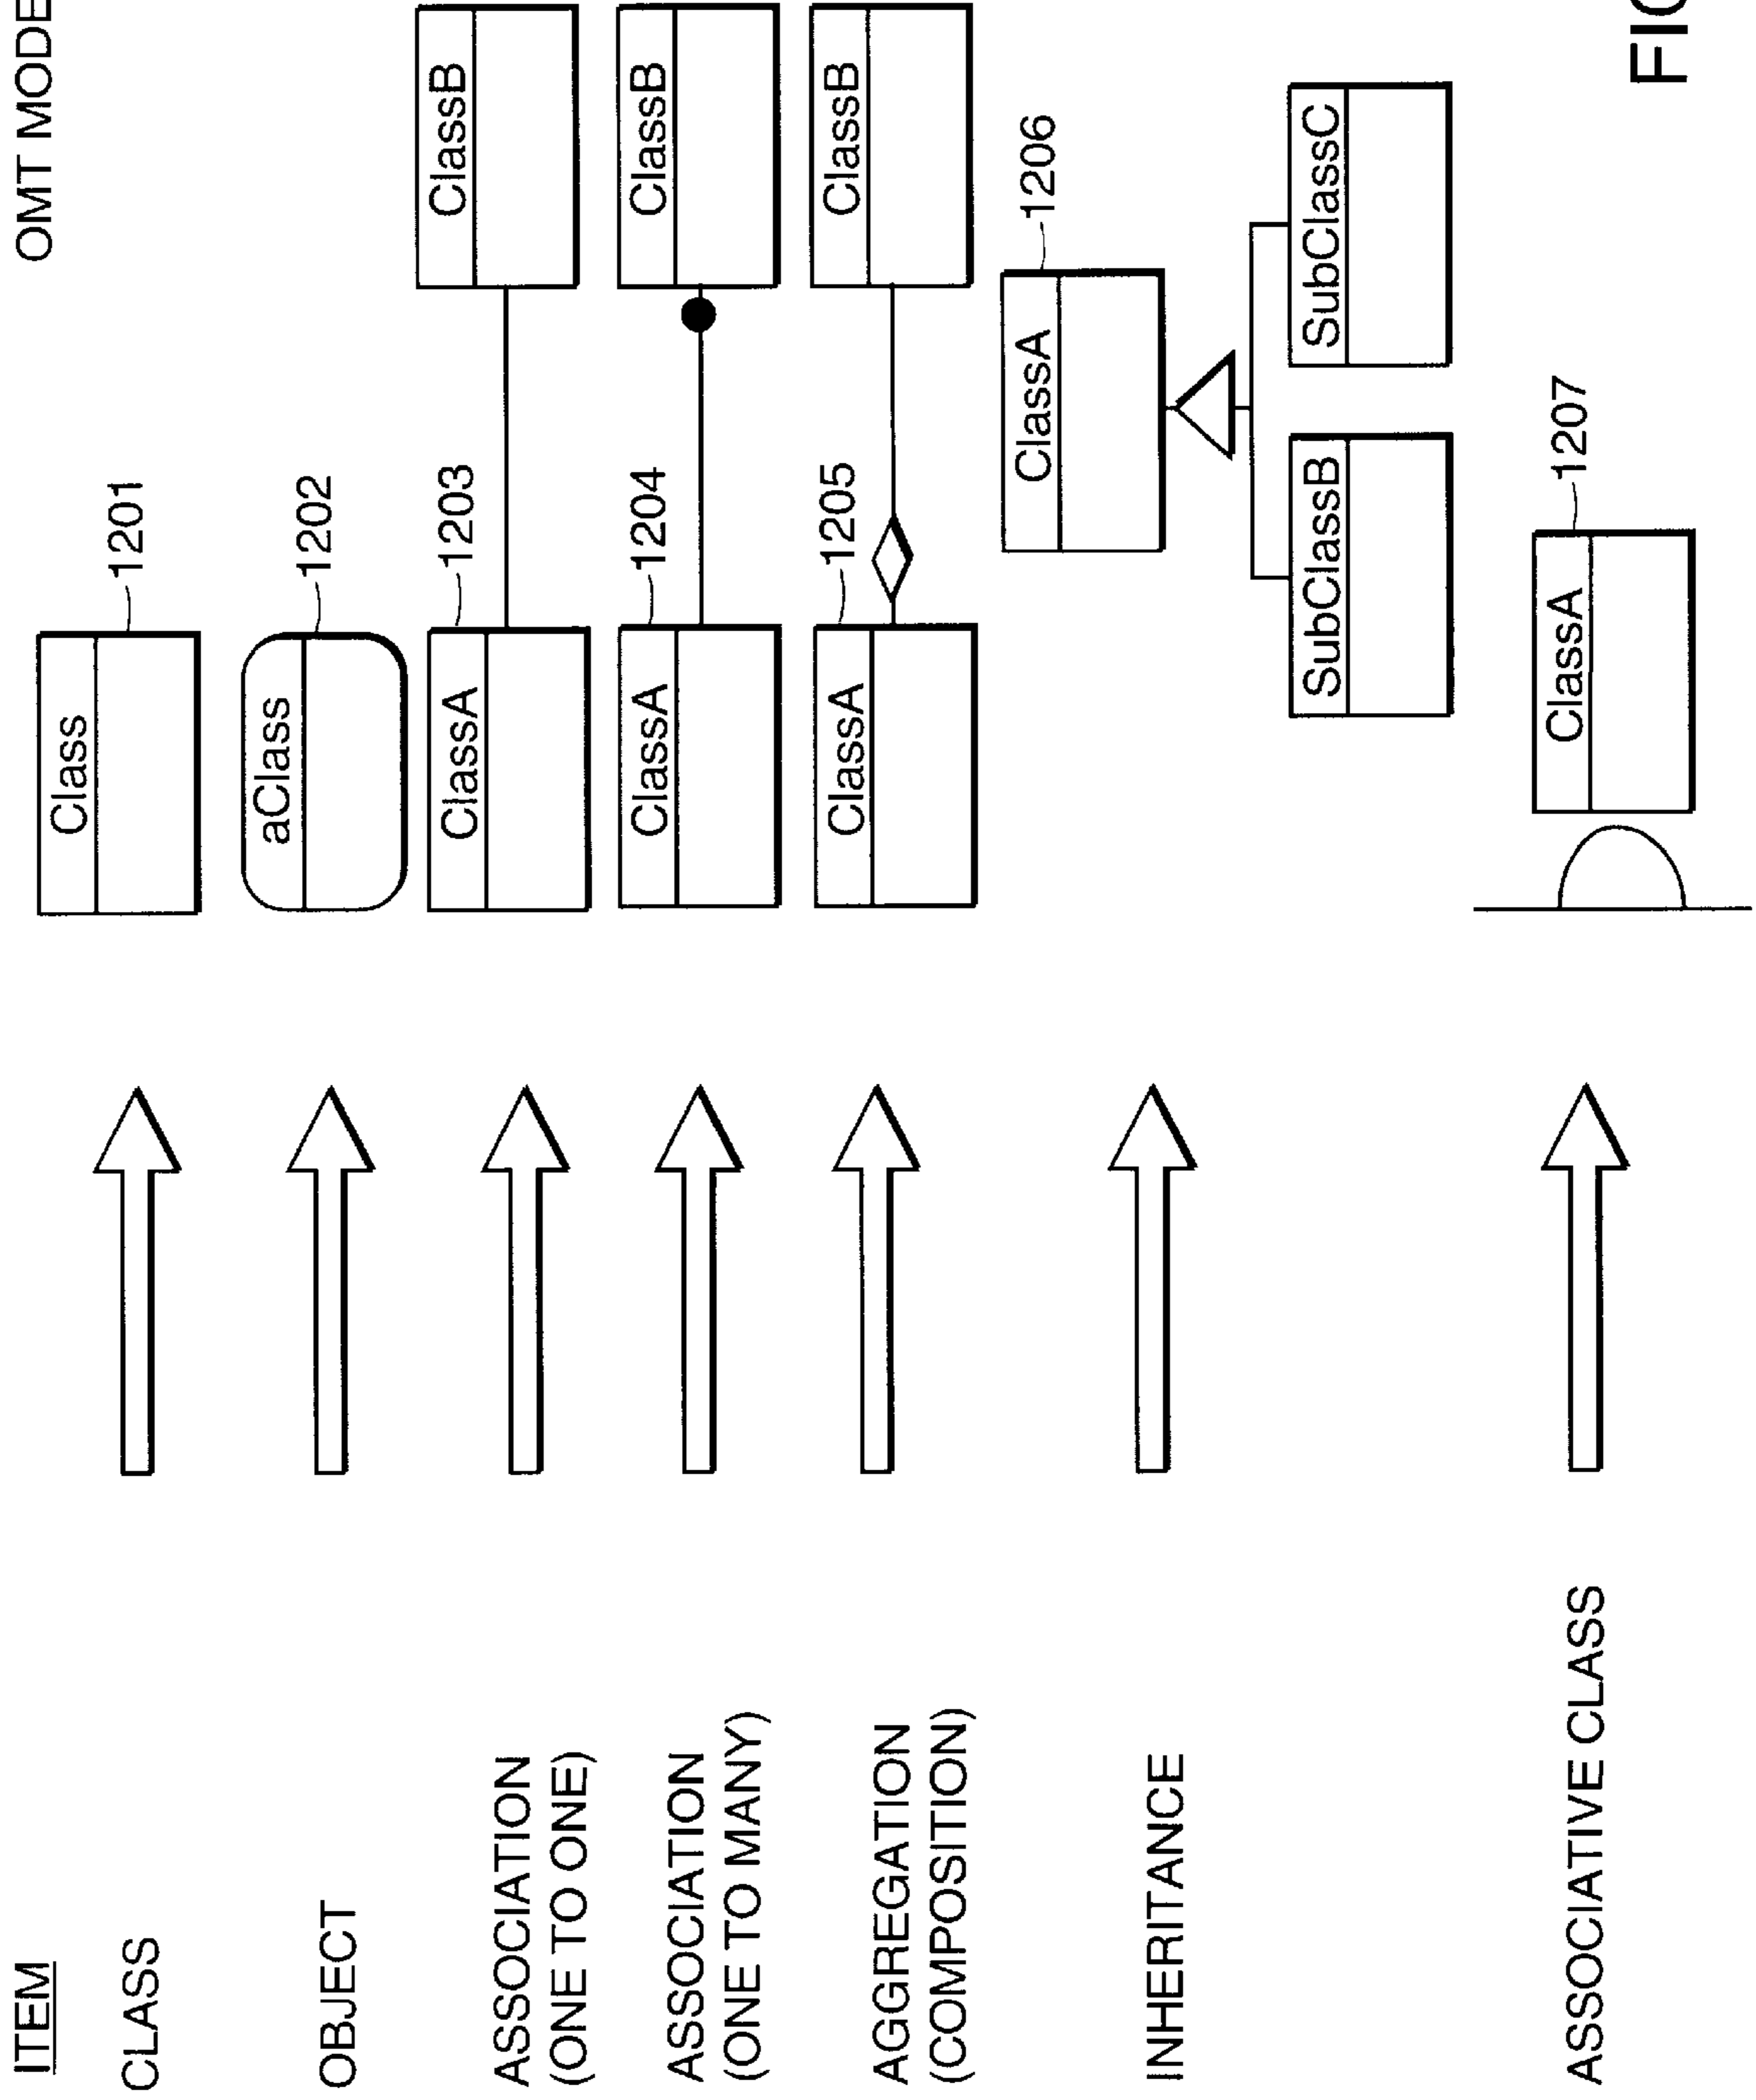 ITEM
OMT MODE
CLASS
Class
1201
OBJECT
aClass
1202
ASSOCIATION
(ONE TO ONE)
ClassA
1203
ClassB
ASSOCIATION
(ONE TO MANY)
ClassA
1204
ClassB
AGGREGATION
(COMPOSITION)
ClassA
1205
ClassB
INHERITANCE
ClassA
1206
SubClassB
SubClassC
ASSOCIATIVE CLASS
ClassA
1207